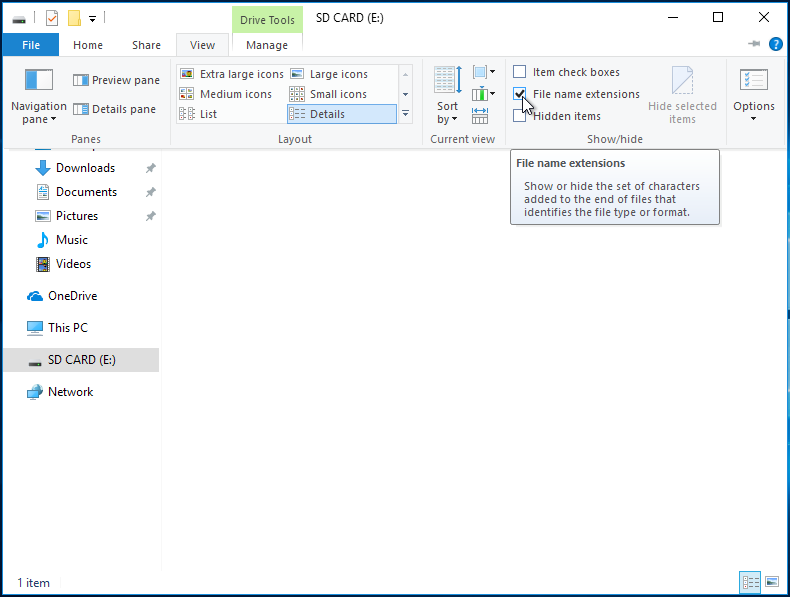 Drive Tools
SD CARD (E:)
File
Home
Share
View
Manage
?
Navigation
pane
Preview pane
Details pane
Panes
Extra large icons
Large icons
Medium icons
Small icons
List
Details
Layout
Sort
by
Current view
Item check boxes
File name extensions
Hidden items
Hide selected
items
Show/hide
Options
File name extensions
Show or hide the set of characters
added to the end of files that
identifies the file type or format.
Downloads
Documents
Pictures
Music
Videos
OneDrive
This PC
SD CARD (E:)
Network
1 item